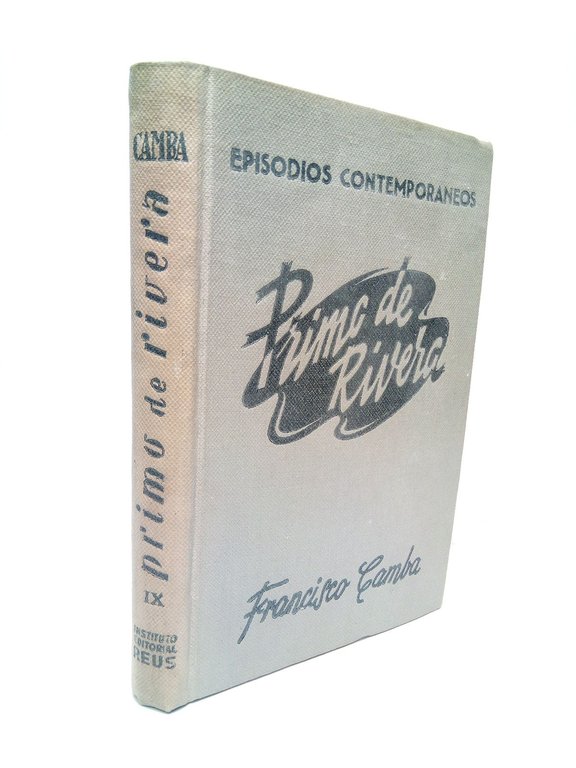 CAMBA
primo de rivera
IX
INSTITUTO
EDITORIAL
REUS
EPISODIOS CONTEMPORANEOS
Primo de
Rivera
Francisco Camba